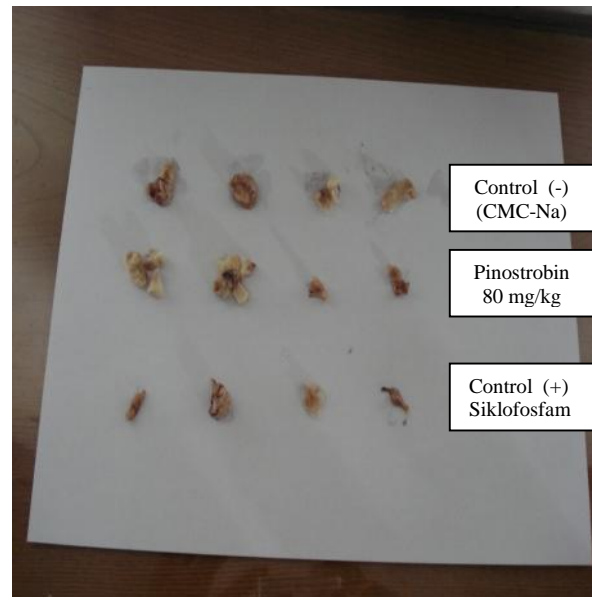 Control (-)
(CMC-Na)
Pinostrobin
80 mg/kg
Control (+)
Siklofosfam